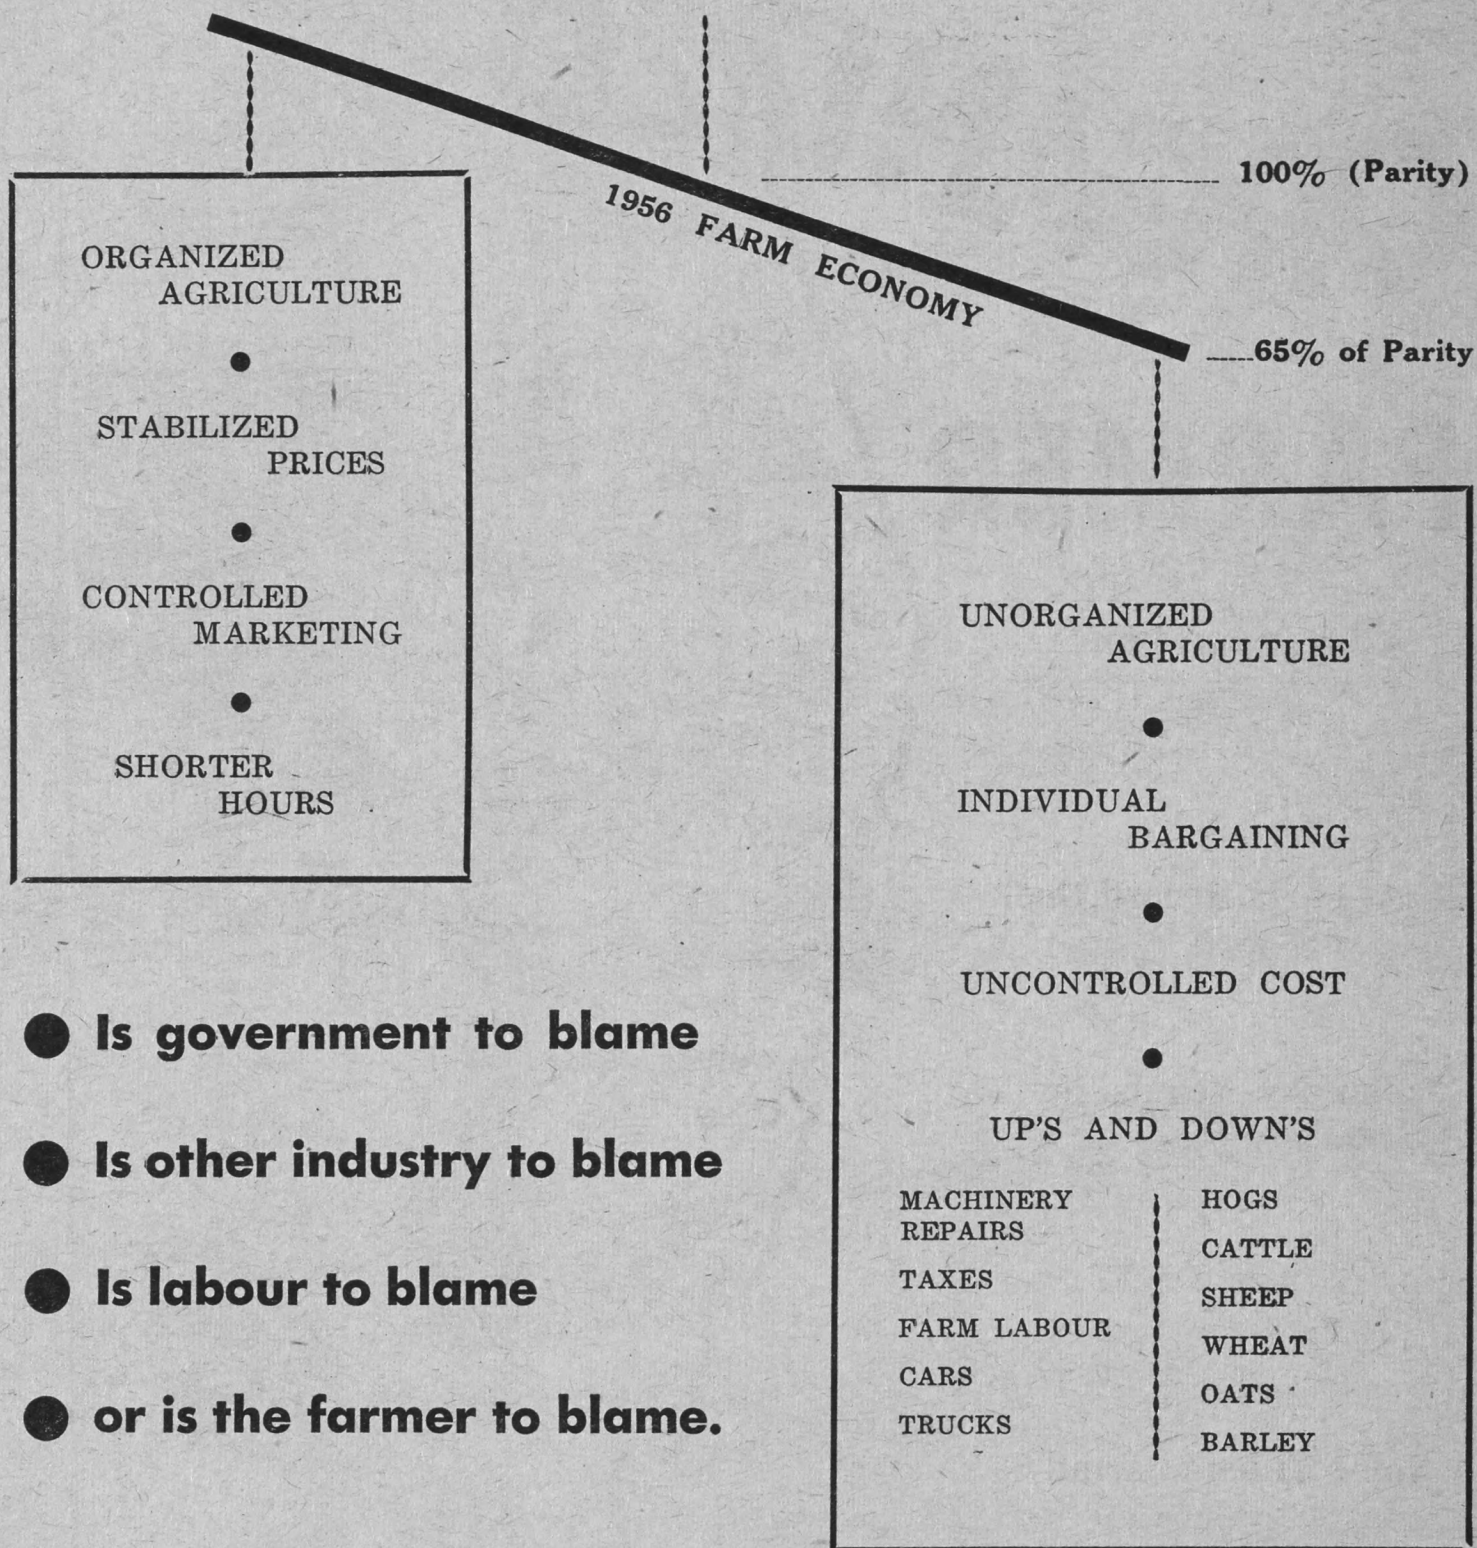 100% (Parity)
1956 FARM ECONOMY
65% of Parity
ORGANIZED
AGRICULTURE
STABILIZED
PRICES
CONTROLLED
MARKETING
SHORTER
HOURS
UNORGANIZED
AGRICULTURE
INDIVIDUAL
BARGAINING
UNCONTROLLED COST
UP'S AND DOWN'S
MACHINERY
REPAIRS
TAXES
FARM LABOUR
CARS
TRUCKS
HOGS
CATTLE
SHEEP
WHEAT
OATS
BARLEY
● Is government to blame
● Is other industry to blame
● Is labour to blame
● or is the farmer to blame.